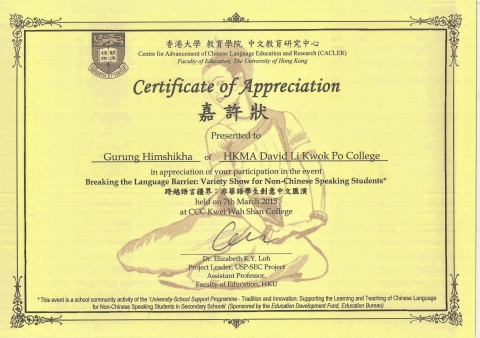 香港大學 教育學院 中文教育研究中心
Centre for Advancement of Chinese Language Education and Research (CACLER)
Faculty of Education, The University of Hong Kong
Certificate of Appreciation
嘉許狀
Presented to
Gurung Himshikha of HKMA David Li Kwok Po College
in appreciation of your participation in the event
Breaking the Language Barrier: Variety Show for Non-Chinese Speaking Students*
跨越語言疆界：非華語學生創意中文匯演
held on 7th March 2015
at CCC Kwei Wah Shan College
Dr. Elizabeth K.Y. Loh
Project Leader, USP-SBC Project
Assistant Professor,
Faculty of Education, HKU
* This event is a school community activity of the 'University-School Support Programme - Tradition and Innovation: Supporting the Learning and Teaching of Chinese Language
for Non-Chinese Speaking Students in Secondary Schools' (Sponsored by the Education Development Fund, Education Bureau)